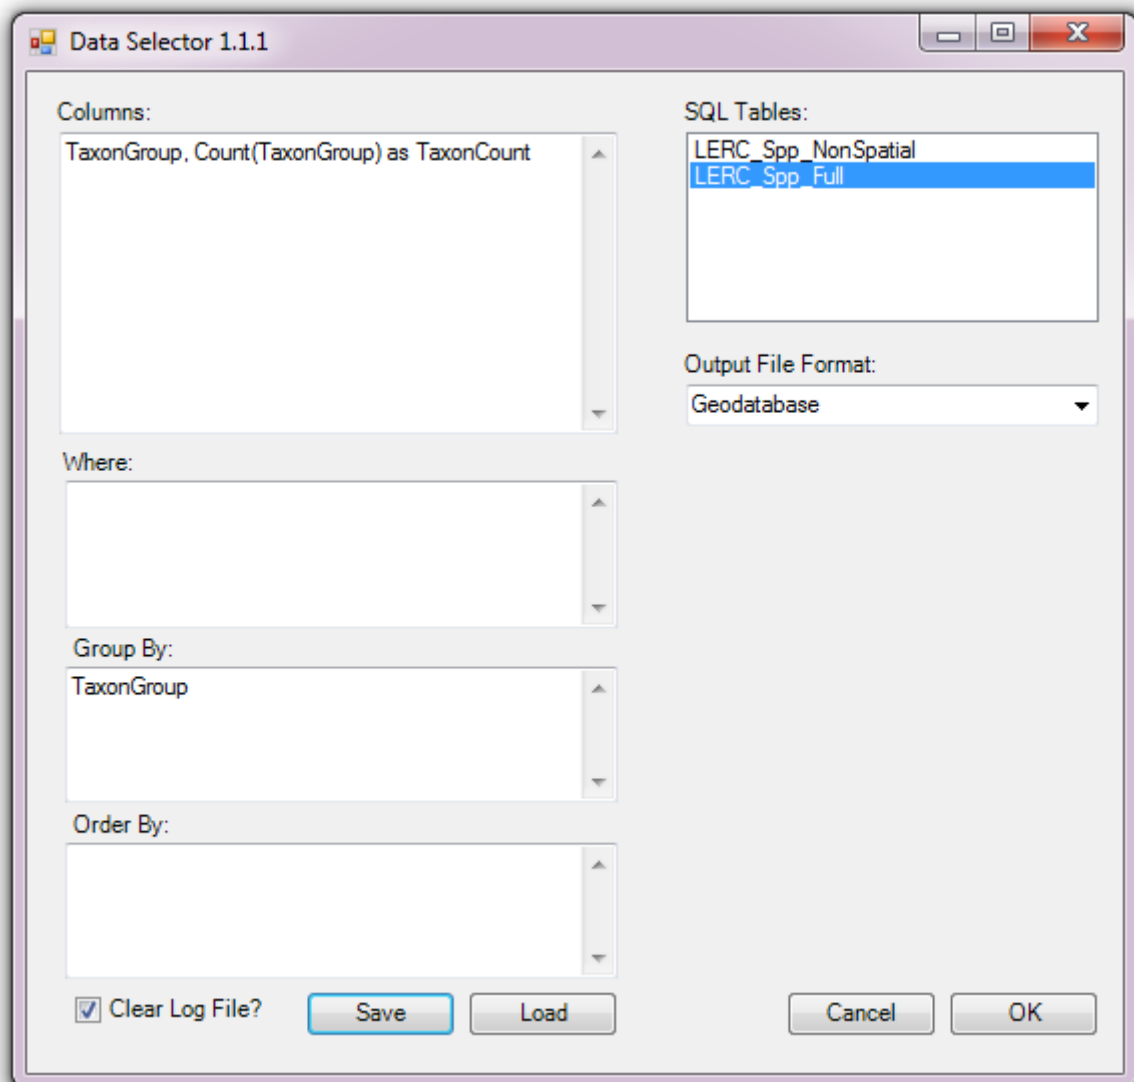 Data Selector 1.1.1
Columns:
TaxonGroup, Count(TaxonGroup) as TaxonCount
SQL Tables:
LERC_Spp_NonSpatial
LERC_Spp_Full
Output File Format:
Geodatabase
Where:
Group By:
TaxonGroup
Order By:
Clear Log File?
Save
Load
Cancel
OK